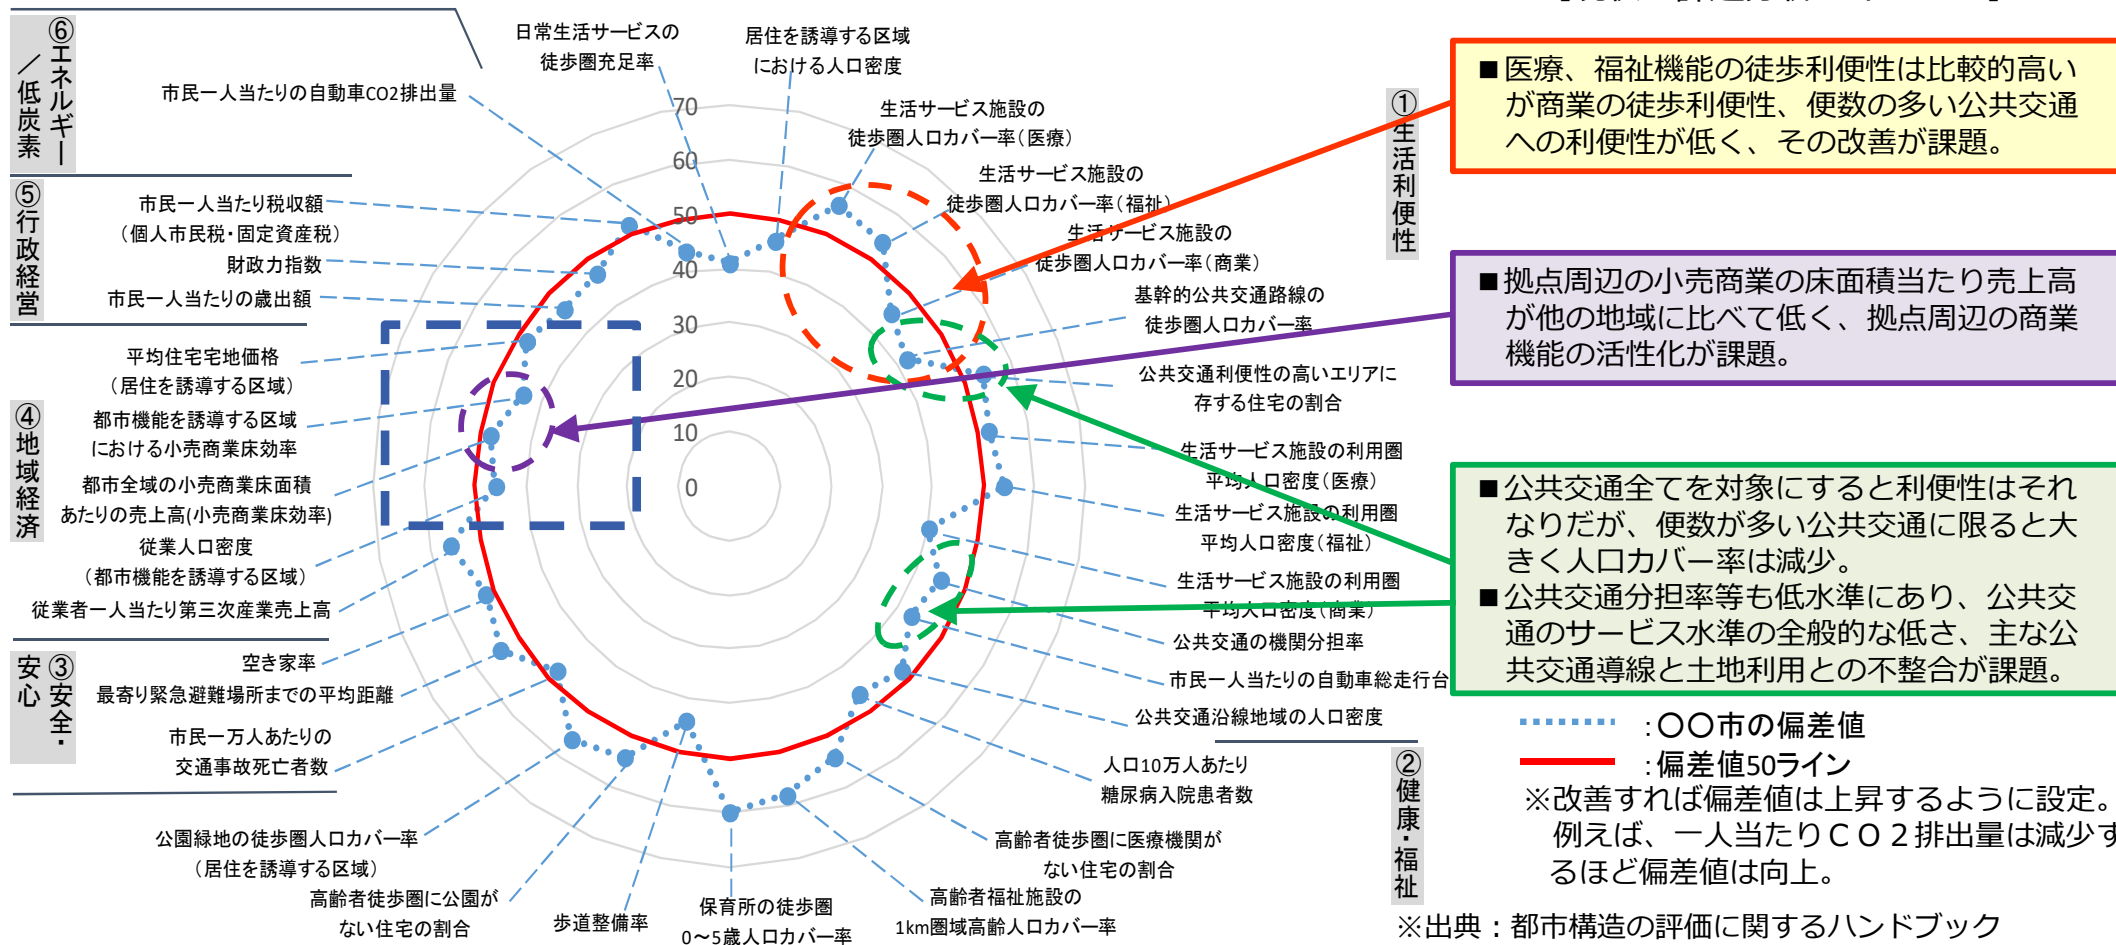 ⑥エネルギー
／低炭素
日常生活サービスの
徒歩圏充足率
居住を誘導する区域
における人口密度
市民一人当たりの自動車CO2排出量
生活サービス施設の
徒歩圏人口カバー率(医療)
生活サービス施設の
徒歩圏人口カバー率(福祉)
生活サービス施設の
徒歩圏人口カバー率(商業)
基幹的公共交通路線の
徒歩圏人口カバー率
公共交通利便性の高いエリアに
存する住宅の割合
生活サービス施設の利用圏
平均人口密度(医療)
生活サービス施設の利用圏
平均人口密度(福祉)
生活サービス施設の利用圏
平均人口密度(商業)
公共交通の機関分担率
市民一人当たりの自動車総走行台
公共交通沿線地域の人口密度
①生活利便性
70
60
50
40
30
20
10
0
⑤行政経営
市民一人当たり税収額
(個人市民税・固定資産税)
財政力指数
市民一人当たりの歳出額
④地域経済
平均住宅宅地価格
(居住を誘導する区域)
都市機能を誘導する区域
における小売商業床効率
都市全域の小売商業床面積
あたりの売上高(小売商業床効率)
従業人口密度
(都市機能を誘導する区域)
従業者一人当たり第三次産業売上高
③安全・
安心
空き家率
最寄り緊急避難場所までの平均距離
市民一万人あたりの
交通事故死亡者数
公園緑地の徒歩圏人口カバー率
(居住を誘導する区域)
高齢者徒歩圏に公園が
ない住宅の割合
歩道整備率
保育所の徒歩圏
0～5歳人口カバー率
高齢者福祉施設の
1km圏域高齢人口カバー率
高齢者徒歩圏に医療機関が
ない住宅の割合
人口10万人あたり
糖尿病入院患者数
②健康・福祉
■医療、福祉機能の徒歩利便性は比較的高い
が商業の徒歩利便性、便数の多い公共交通
への利便性が低く、その改善が課題。
■拠点周辺の小売商業の床面積当たり売上高
が他の地域に比べて低く、拠点周辺の商業
機能の活性化が課題。
■公共交通全てを対象にすると利便性はそれ
なりだが、便数が多い公共交通に限ると大
きく人口カバー率は減少。
■公共交通分担率等も低水準にあり、公共交
通のサービス水準の全般的な低さ、主な公
共交通導線と土地利用との不整合が課題。
:〇〇市の偏差値
:偏差値50ライン
※改善すれば偏差値は上昇するように設定。
例えば、一人当たりＣＯ２排出量は減少す
るほど偏差値は向上。
※出典：都市構造の評価に関するハンドブック